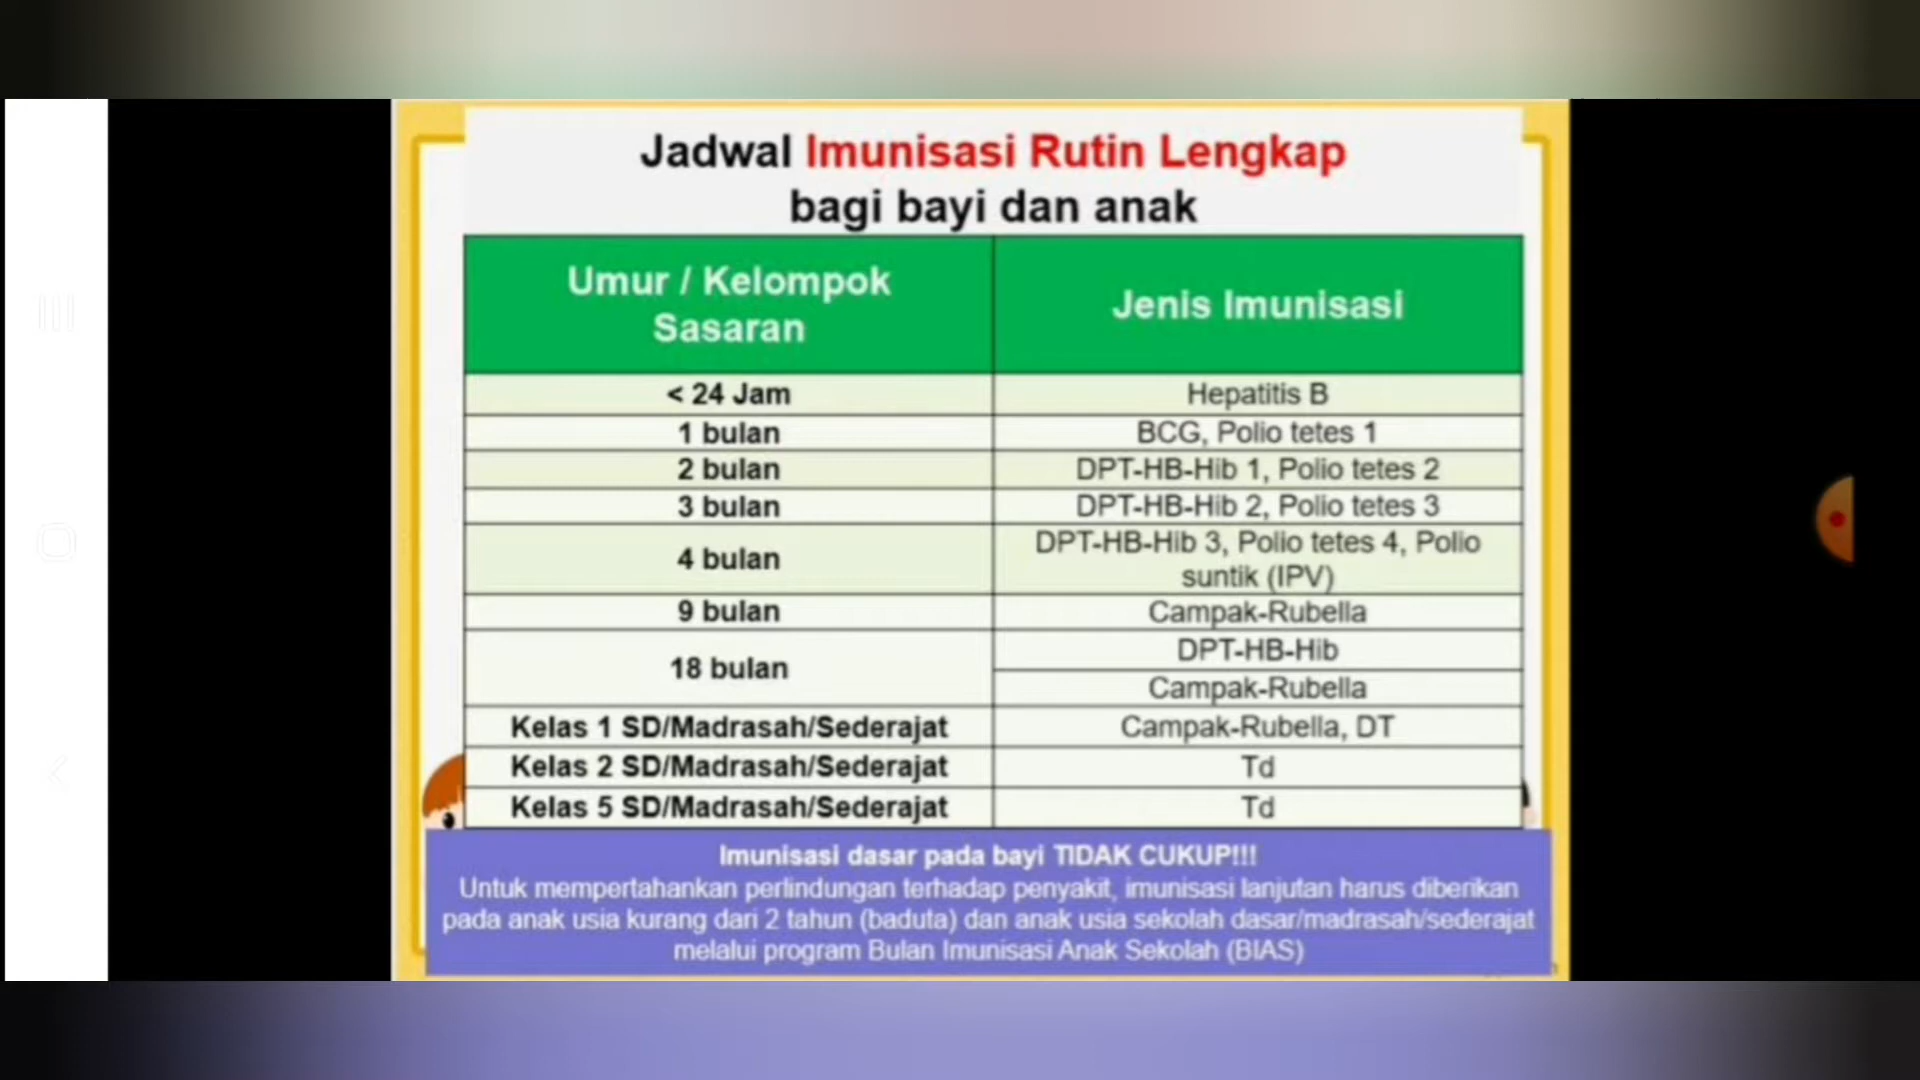 Jadwal Imunisasi Rutin Lengkap
bagi bayi dan anak
Umur / Kelompok
Sasaran
Jenis Imunisasi
< 24 Jam
Hepatitis B
1 bulan
BCG, Polio tetes 1
2 bulan
DPT-HB-Hib 1, Polio tetes 2
3 bulan
DPT-HB-Hib 2, Polio tetes 3
4 bulan
DPT-HB-Hib 3, Polio tetes 4, Polio
suntik (IPV)
9 bulan
Campak-Rubella
18 bulan
DPT-HB-Hib
Campak-Rubella
Kelas 1 SD/Madrasah/Sederajat
Campak-Rubella, DT
Kelas 2 SD/Madrasah/Sederajat
Td
Kelas 5 SD/Madrasah/Sederajat
Td
Imunisasi dasar pada bayi TIDAK CUKUP!!!
Untuk mempertahankan perlindungan terhadap penyakit, imunisasi lanjutan harus diberikan
pada anak usia kurang dari 2 tahun (baduta) dan anak usia sekolah dasar/madrasah/sederajat
melalui program Bulan Imunisasi Anak Sekolah (BIAS)